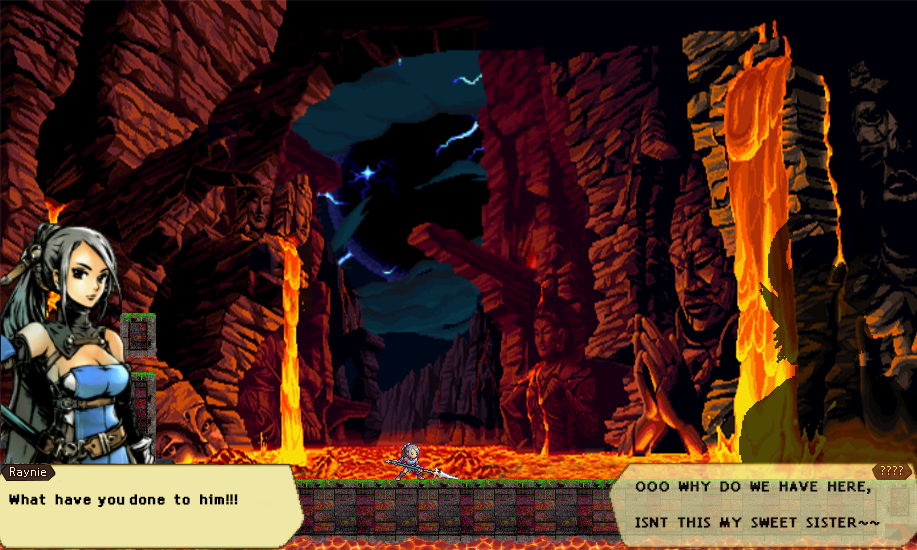 Raynie
What have you done to him!!!
????
OOO WHY DO WE HAVE HERE,
ISNT THIS MY SWEET SISTER~~